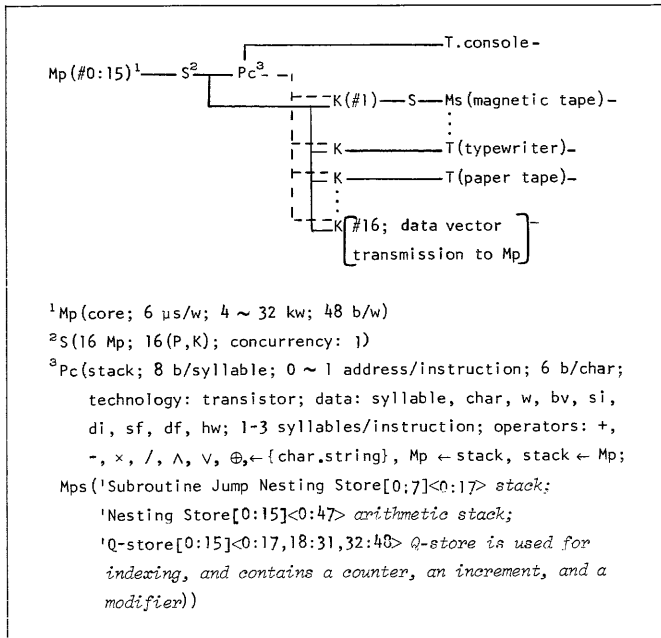 T.console-
Mp(#0:15)¹ S² Pc³
K(#1) S Ms(magnetic tape)-
K T(typewriter)-
K T(paper tape)-
K[#16; data vector
transmission to Mp]-
¹Mp(core; 6 μs/w; 4 ~ 32 kw; 48 b/w)
²S(16 Mp; 16(P,K); concurrency: 1)
³Pc(stack; 8 b/syllable; 0 ~ 1 address/instruction; 6 b/char;
technology: transistor; data: syllable, char, w, bv, si,
di, sf, df, hw; 1-3 syllables/instruction; operators: +,
-, ×, /, ∧, ∨, ⊕,←{char.string}, Mp ← stack, stack ← Mp;
Mps('Subroutine Jump Nesting Store[0;7]<0:17> stack;
'Nesting Store[0:15]<0:47> arithmetic stack;
'Q-store[0:15]<0:17,18:31,32:48> Q-store is used for
indexing, and contains a counter, an increment, and a
modifier))